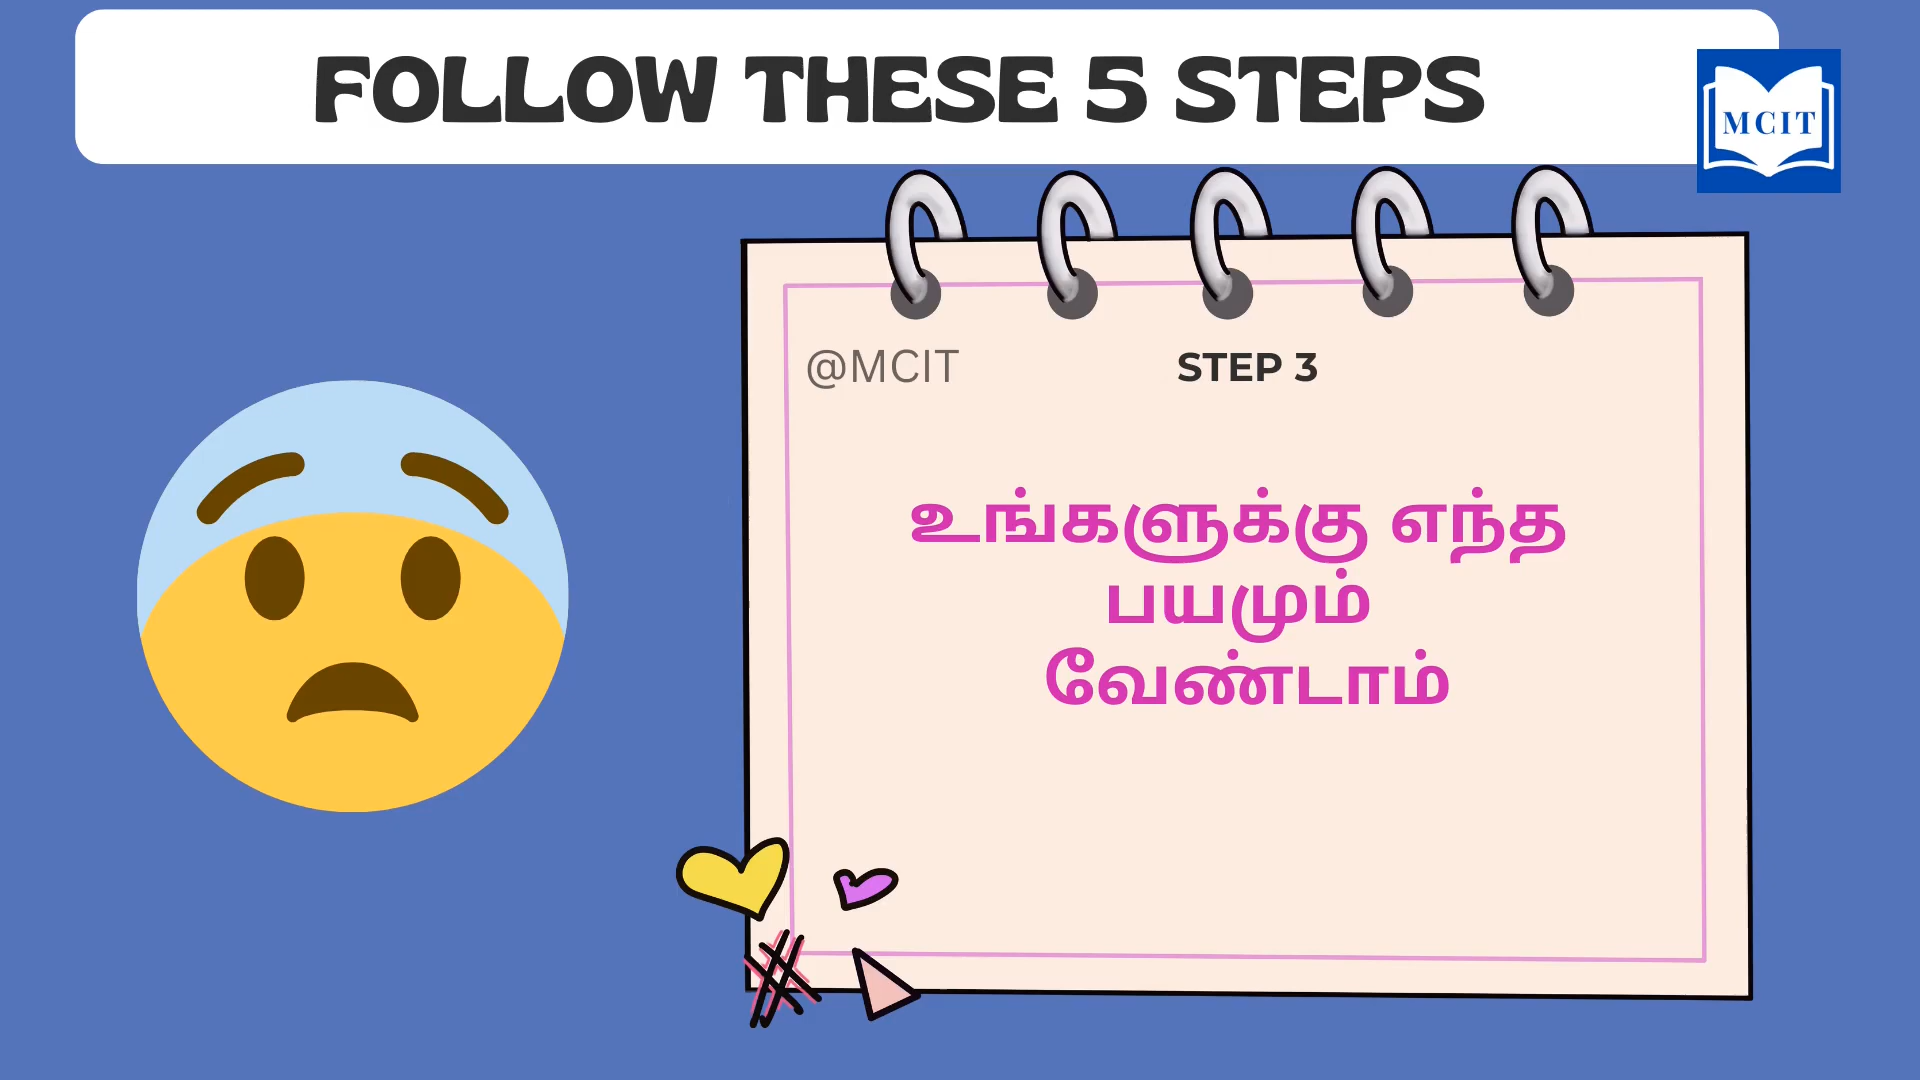 FOLLOW THESE 5 STEPS
MCIT
@MCIT
STEP 3
உங்களுக்கு எந்த
பயமும்
வேண்டாம்